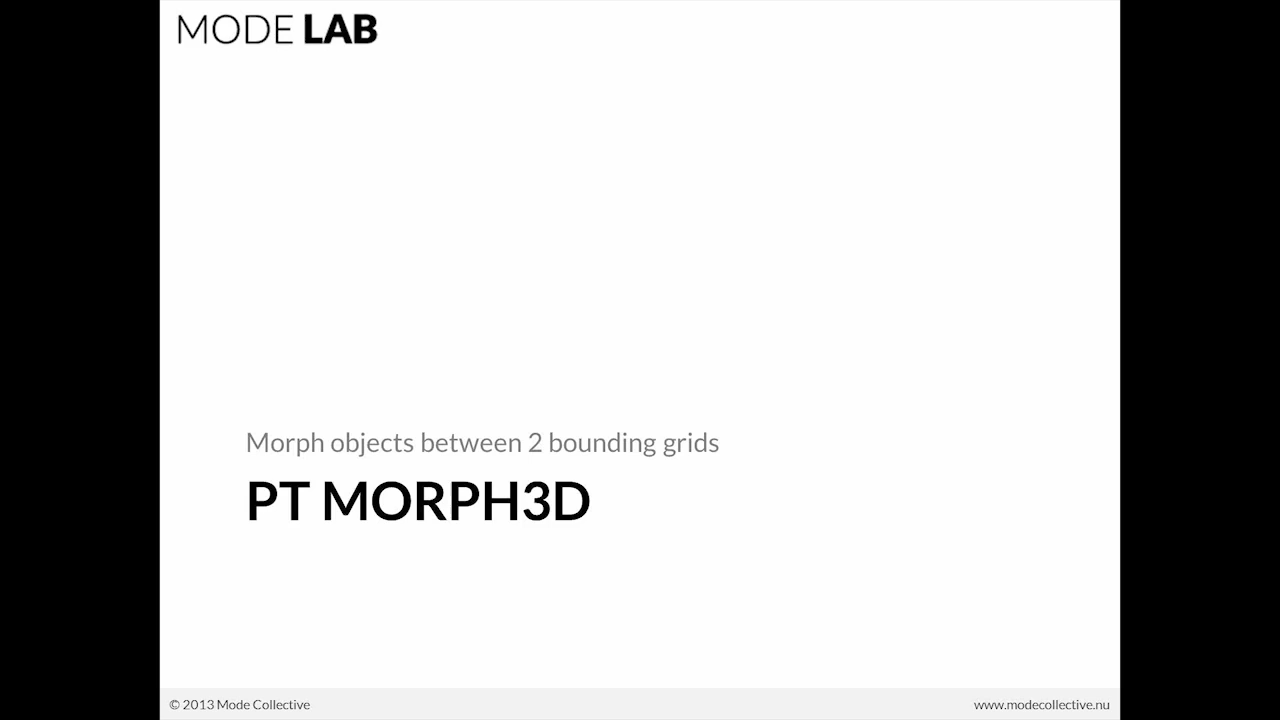 MODE LAB
Morph objects between 2 bounding grids
PT MORPH3D
© 2013 Mode Collective
www.modecollective.nu